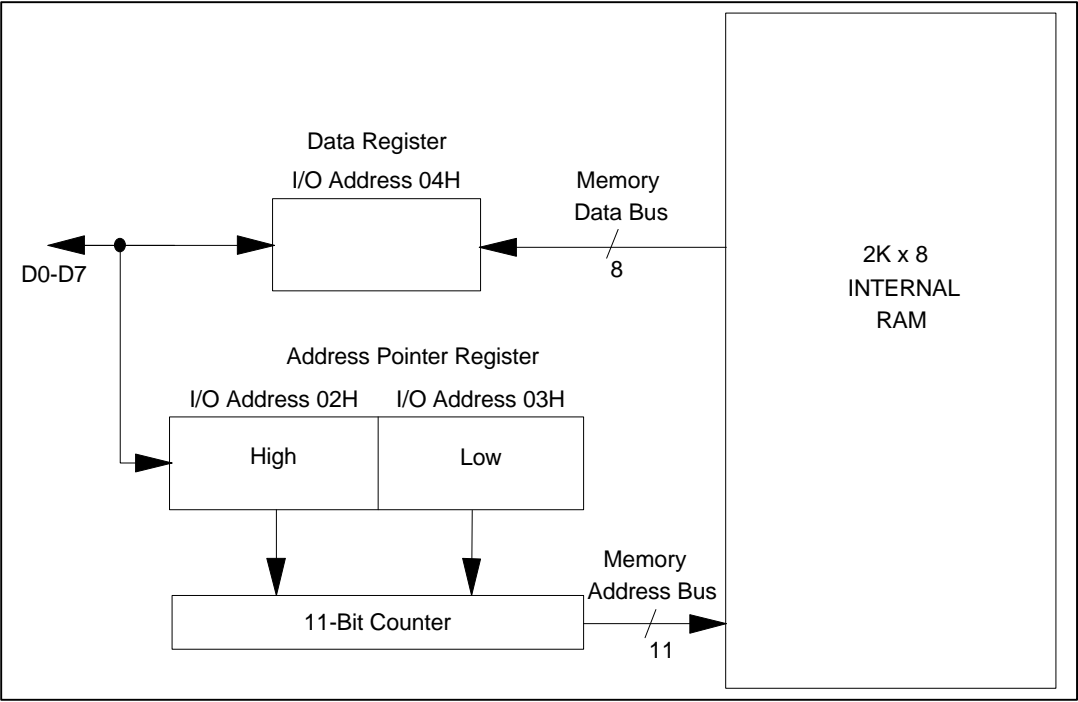 Data Register
I/O Address 04H
Memory
Data Bus
8
D0-D7
2K x 8
INTERNAL
RAM
Address Pointer Register
I/O Address 02H
I/O Address 03H
High
Low
Memory
Address Bus
11
11-Bit Counter